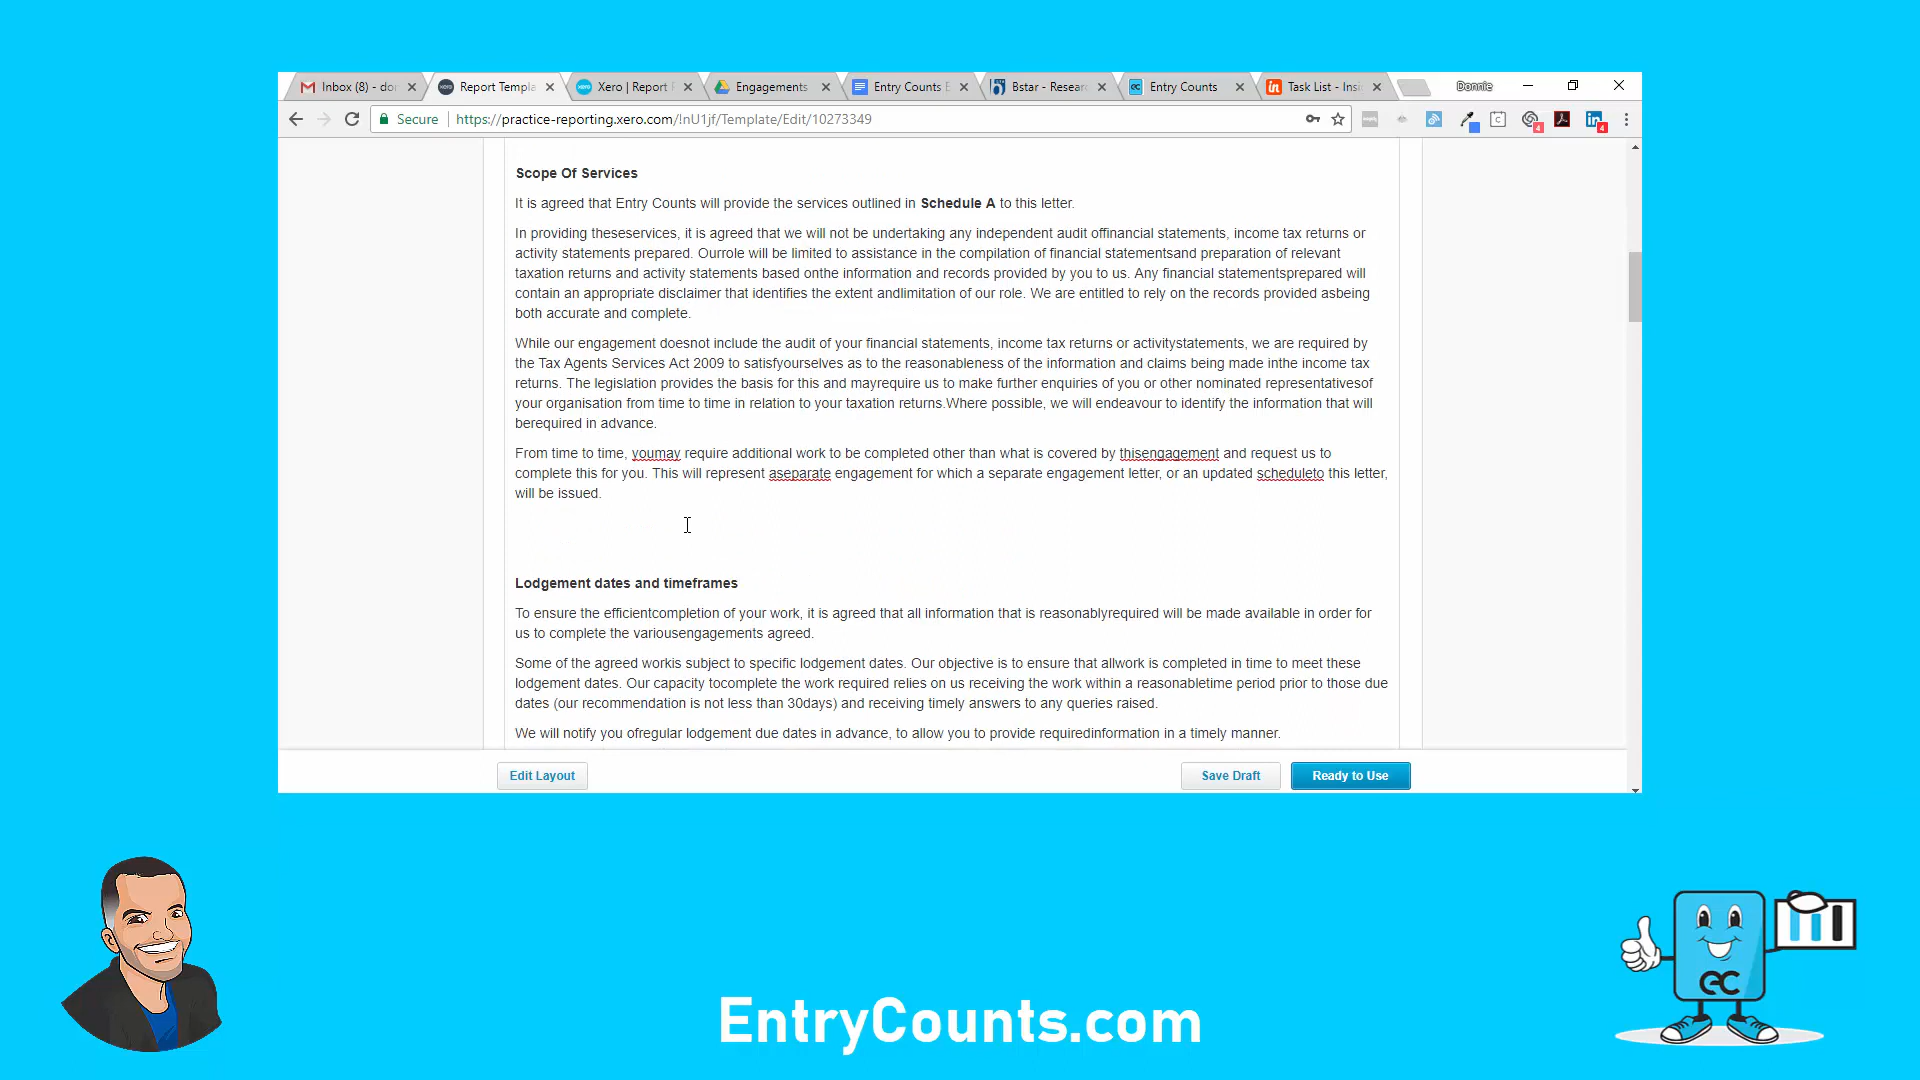 Inbox (8) - do
Report Templa
Xero | Report
Engagements
Entry Counts
Bstar - Resear
Entry Counts
Task List - Insi
Donnie
Secure
https://practice-reporting.xero.com/!nU1jf/Template/Edit/10273349
4
4
Scope Of Services
It is agreed that Entry Counts will provide the services outlined in Schedule A to this letter.
In providing theseservices, it is agreed that we will not be undertaking any independent audit offinancial statements, income tax returns or
activity statements prepared. Ourrole will be limited to assistance in the compilation of financial statementsand preparation of relevant
taxation returns and activity statements based onthe information and records provided by you to us. Any financial statementsprepared will
contain an appropriate disclaimer that identifies the extent andlimitation of our role. We are entitled to rely on the records provided asbeing
both accurate and complete.
While our engagement doesnot include the audit of your financial statements, income tax returns or activitystatements, we are required by
the Tax Agents Services Act 2009 to satisfyourselves as to the reasonableness of the information and claims being made inthe income tax
returns. The legislation provides the basis for this and mayrequire us to make further enquiries of you or other nominated representativesof
your organisation from time to time in relation to your taxation returns.Where possible, we will endeavour to identify the information that will
berequired in advance.
From time to time, youmay require additional work to be completed other than what is covered by thisengagement and request us to
complete this for you. This will represent aseparate engagement for which a separate engagement letter, or an updated scheduleto this letter,
will be issued.
Lodgement dates and timeframes
To ensure the efficientcompletion of your work, it is agreed that all information that is reasonablyrequired will be made available in order for
us to complete the variousengagements agreed.
Some of the agreed workis subject to specific lodgement dates. Our objective is to ensure that allwork is completed in time to meet these
lodgement dates. Our capacity tocomplete the work required relies on us receiving the work within a reasonabletime period prior to those due
dates (our recommendation is not less than 30days) and receiving timely answers to any queries raised.
We will notify you ofregular lodgement due dates in advance, to allow you to provide requiredinformation in a timely manner.
Edit Layout
Save Draft
Ready to Use
ec
EntryCounts.com